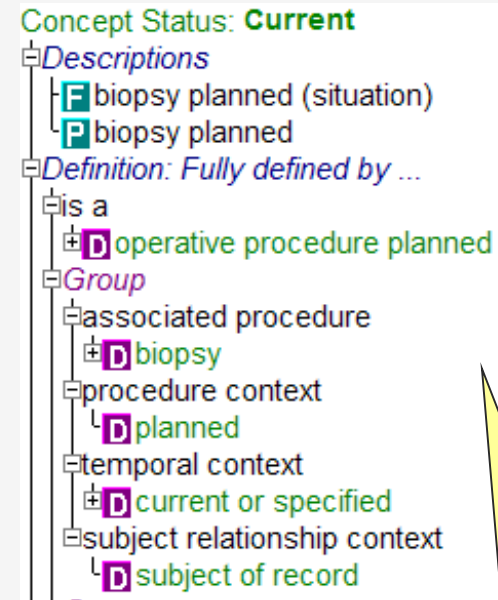 Concept Status: Current
Descriptions
F biopsy planned (situation)
P biopsy planned
Definition: Fully defined by ...
is a
D operative procedure planned
Group
associated procedure
D biopsy
procedure context
D planned
temporal context
D current or specified
subject relationship context
D subject of record